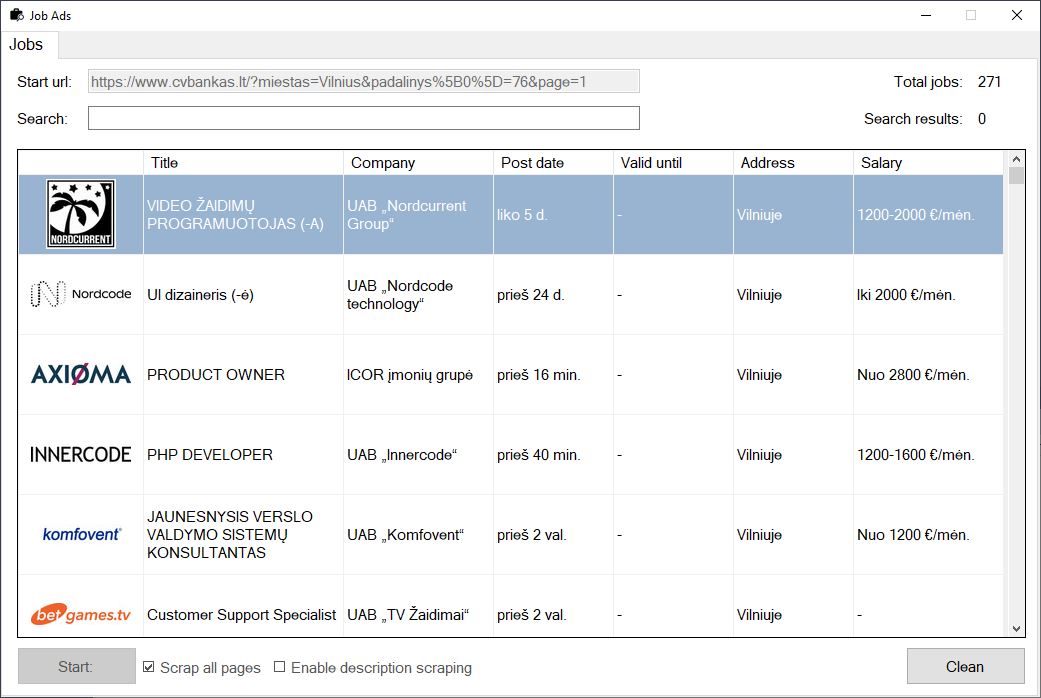 Job Ads
Jobs
Start url: https://www.cvbankas.lt/?miestas=Vilnius&padalinys%5B0%5D=76&page=1 Total jobs: 271
Search: Search results: 0
Title Company Post date Valid until Address Salary
NORDCURRENT
VIDEO ŽAIDIMŲ
PROGRAMUOTOJAS (-A)
UAB „Nordcurrent
Group“
liko 5 d. - Vilniuje 1200-2000 €/mėn.
Nordcode
UI dizaineris (-ė)
UAB „Nordcode
technology“
prieš 24 d. - Vilniuje Iki 2000 €/mėn.
AXIØMA PRODUCT OWNER ICOR įmonių grupė prieš 16 min. - Vilniuje Nuo 2800 €/mėn.
INNERCODE PHP DEVELOPER UAB „Innercode“ prieš 40 min. - Vilniuje 1200-1600 €/mėn.
komfovent®
JAUNESNYSIS VERSLO
VALDYMO SISTEMŲ
KONSULTANTAS
UAB „Komfovent“ prieš 2 val. - Vilniuje Nuo 1200 €/mėn.
betgames.tv Customer Support Specialist UAB „TV Žaidimai“ prieš 2 val. - Vilniuje -
Start: Scrap all pages Enable description scraping Clean